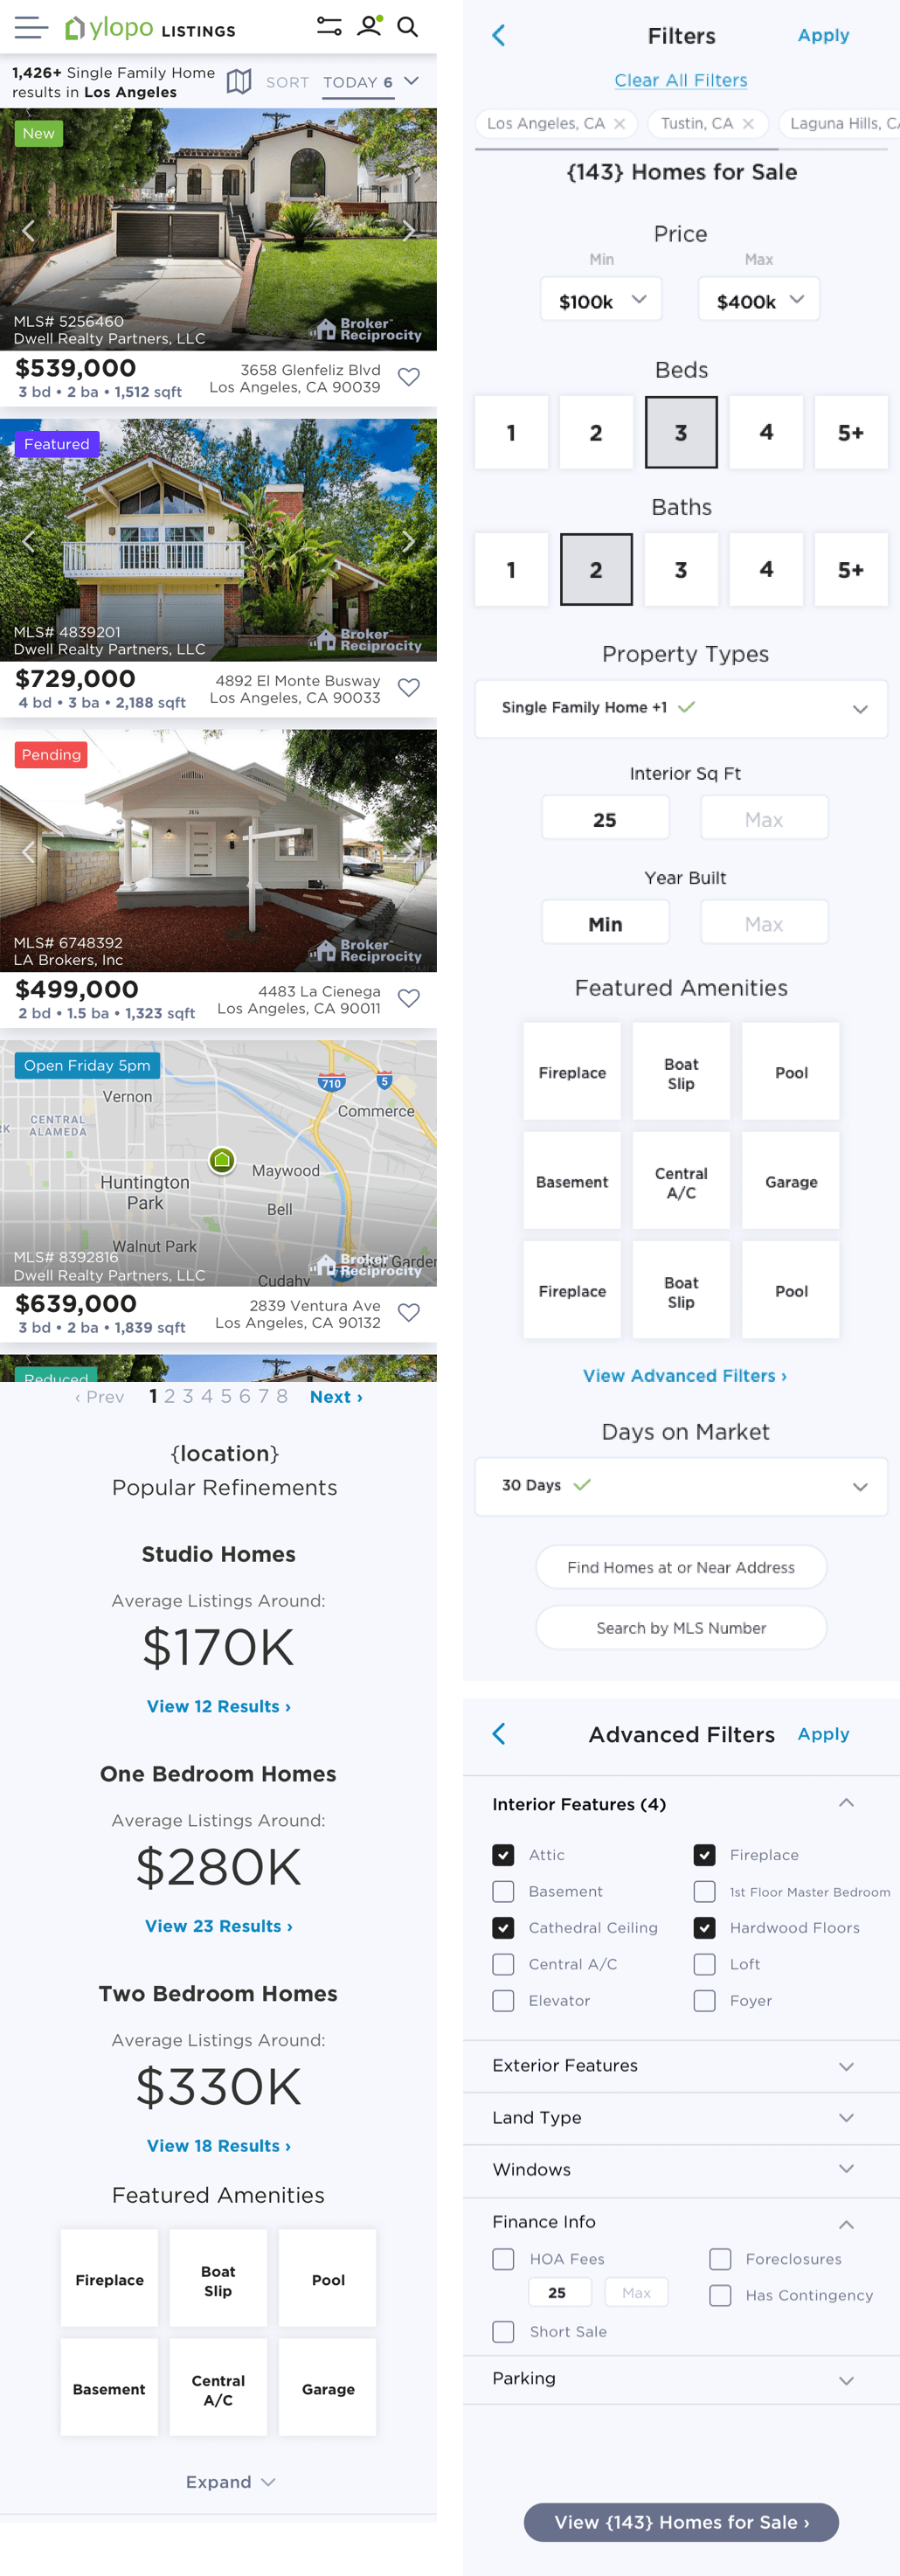 ylopo LISTINGS
1,426+ Single Family Home
results in Los Angeles
SORT TODAY 6
New
MLS# 5256460
Dwell Realty Partners, LLC
Broker
Reciprocity
$539,000
3 bd • 2 ba • 1,512 sqft
3658 Glenfeliz Blvd
Los Angeles, CA 90039
Featured
MLS# 4839201
Dwell Realty Partners, LLC
Broker
Reciprocity
$729,000
4 bd • 3 ba • 2,188 sqft
4892 El Monte Busway
Los Angeles, CA 90033
Pending
MLS# 6748392
LA Brokers, Inc
Broker
Reciprocity
$499,000
2 bd • 1.5 ba • 1,323 sqft
4483 La Cienega
Los Angeles, CA 90011
Open Friday 5pm
710
5
Vernon
Commerce
CENTRAL
ALAMEDA
Maywood
Huntington
Park
Bell
Walnut Park
Cudahy
MLS# 8392816
Dwell Realty Partners, LLC
Broker
Reciprocity
$639,000
3 bd • 2 ba • 1,839 sqft
2839 Ventura Ave
Los Angeles, CA 90132
Reduced
‹ Prev 1 2 3 4 5 6 7 8 Next ›
{location}
Popular Refinements
Studio Homes
Average Listings Around:
$170K
View 12 Results ›
One Bedroom Homes
Average Listings Around:
$280K
View 23 Results ›
Two Bedroom Homes
Average Listings Around:
$330K
View 18 Results ›
Featured Amenities
Fireplace
Boat
Slip
Pool
Basement
Central
A/C
Garage
Expand
Filters
Apply
Clear All Filters
Los Angeles, CA ×
Tustin, CA ×
Laguna Hills, CA
{143} Homes for Sale
Price
Min
Max
$100k
$400k
Beds
1 2 3 4 5+
Baths
1 2 3 4 5+
Property Types
Single Family Home +1
Interior Sq Ft
25
Max
Year Built
Min
Max
Featured Amenities
Fireplace
Boat
Slip
Pool
Basement
Central
A/C
Garage
Fireplace
Boat
Slip
Pool
View Advanced Filters ›
Days on Market
30 Days
Find Homes at or Near Address
Search by MLS Number
Advanced Filters
Apply
Interior Features (4)
Attic
Fireplace
Basement
1st Floor Master Bedroom
Cathedral Ceiling
Hardwood Floors
Central A/C
Loft
Elevator
Foyer
Exterior Features
Land Type
Windows
Finance Info
HOA Fees
Foreclosures
25
Max
Has Contingency
Short Sale
Parking
View {143} Homes for Sale ›